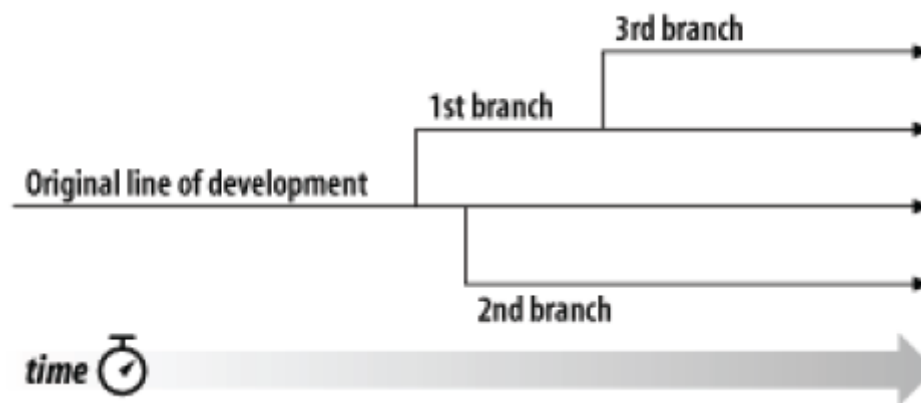 3rd branch
1st branch
Original line of development
2nd branch
time